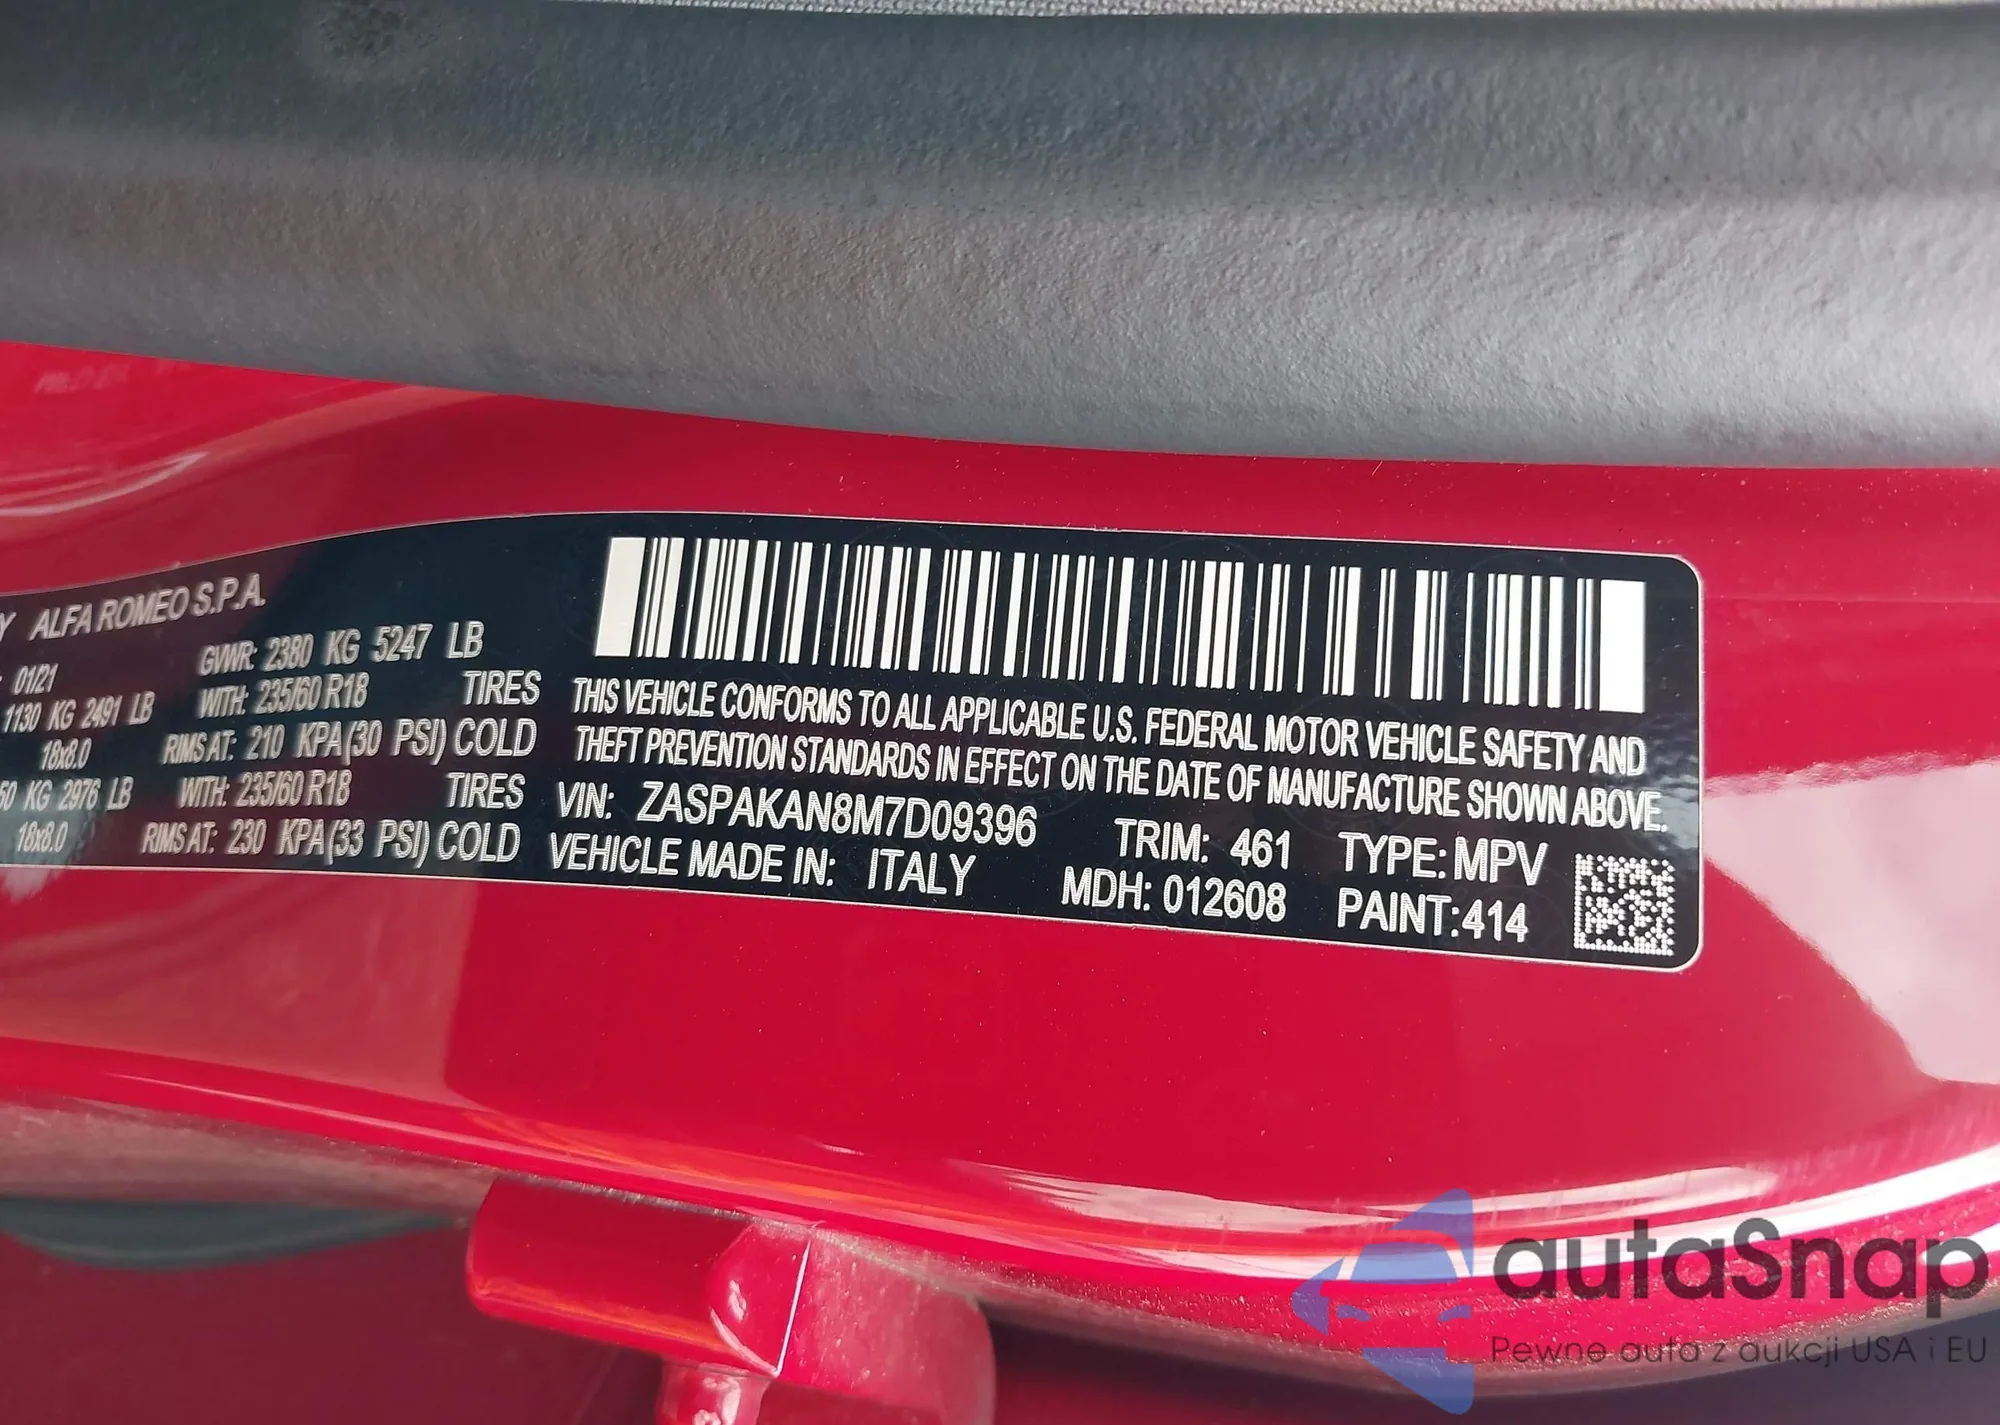 ALFA ROMEO S.P.A.
01/21 GVWR: 2380 KG 5247 LB
1130 KG 2491 LB WITH: 235/60 R18 TIRES
18x8.0 RIMS AT: 210 KPA(30 PSI) COLD
50 KG 2976 LB WITH: 235/60 R18 TIRES
18x8.0 RIMS AT: 230 KPA(33 PSI) COLD
THIS VEHICLE CONFORMS TO ALL APPLICABLE U.S. FEDERAL MOTOR VEHICLE SAFETY AND
THEFT PREVENTION STANDARDS IN EFFECT ON THE DATE OF MANUFACTURE SHOWN ABOVE.
VIN: ZASPAKAN8M7D09396 TRIM: 461 TYPE: MPV
VEHICLE MADE IN: ITALY MDH: 012608 PAINT:414
autaSnap
Pewne auta z aukcji USA i EU